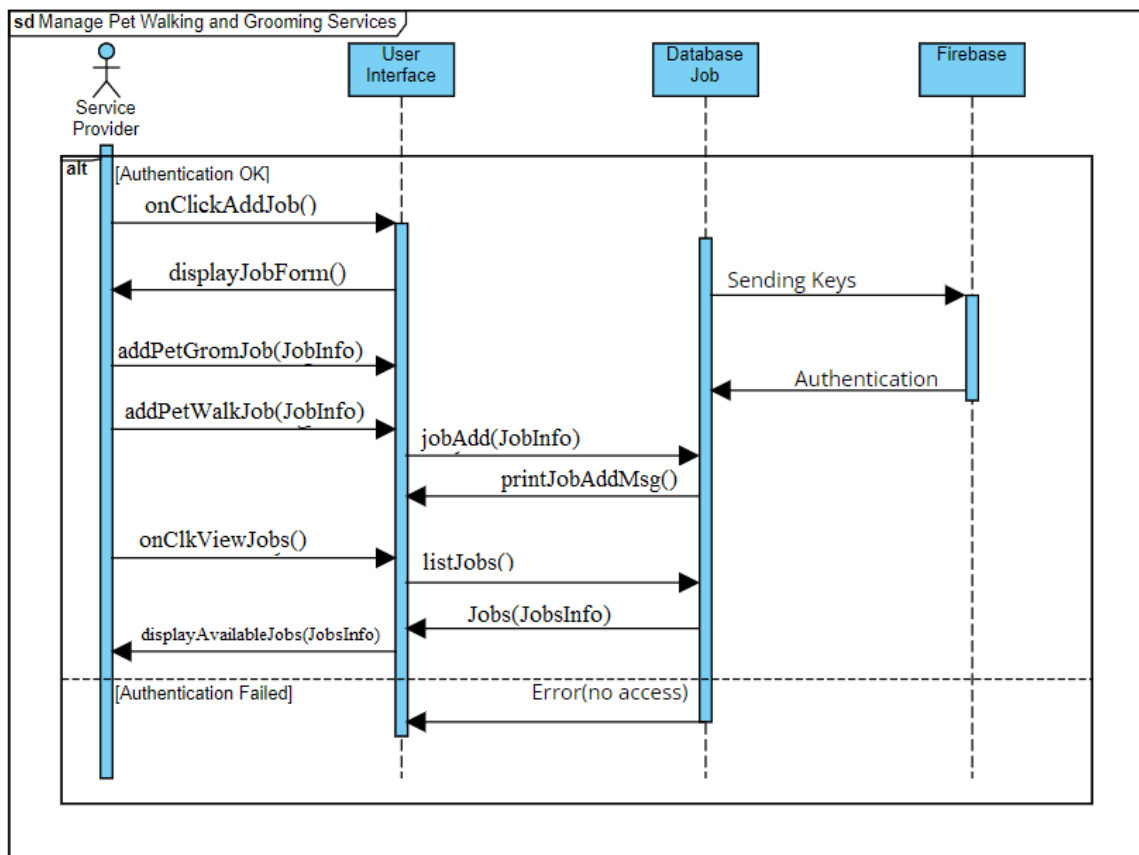 sd Manage Pet Walking and Grooming Services
User
Interface
Database
Job
Firebase
Service
Provider
alt
[Authentication OK]
onClickAddJob()
displayJobForm()
Sending Keys
addPetGromJob(JobInfo)
Authentication
addPetWalkJob(JobInfo)
jobAdd(JobInfo)
printJobAddMsg()
onClkViewJobs()
listJobs()
Jobs(JobsInfo)
displayAvailableJobs(JobsInfo)
[Authentication Failed]
Error(no access)